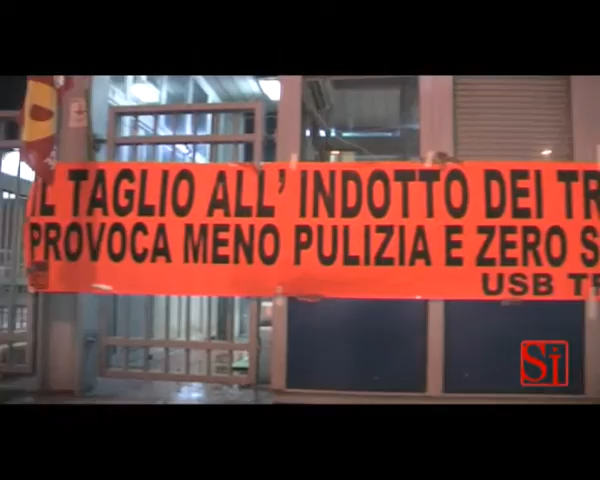 IL TAGLIO ALL' INDOTTO DEI TR
PROVOCA MENO PULIZIA E ZERO S
USB T
Si